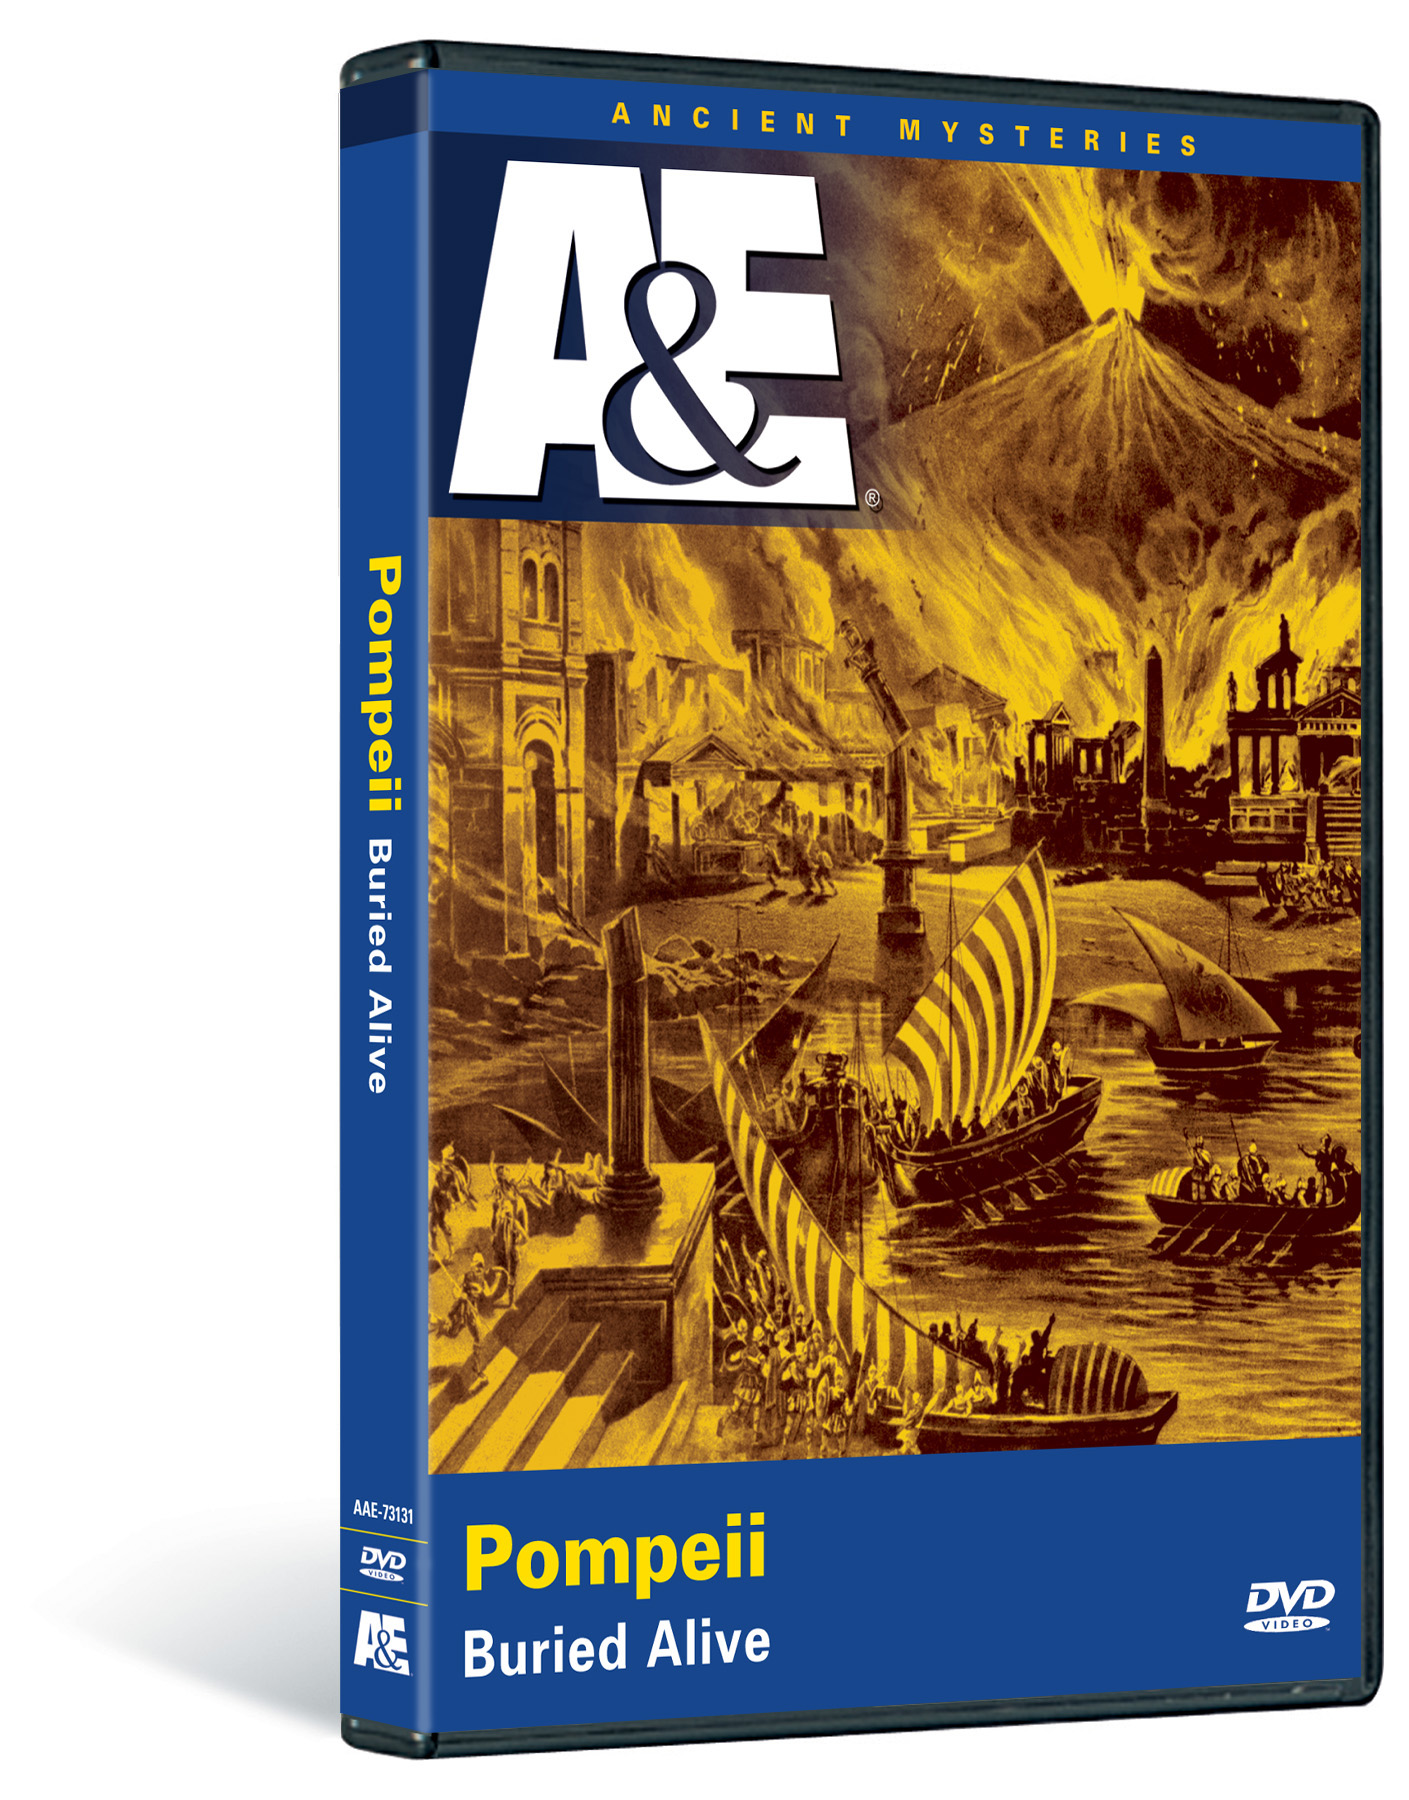 ANCIENT MYSTERIES
A&E®
Pompeii Buried Alive
AAE-73131
DVD
VIDEO
A&E
Pompeii
Buried Alive
DVD
VIDEO